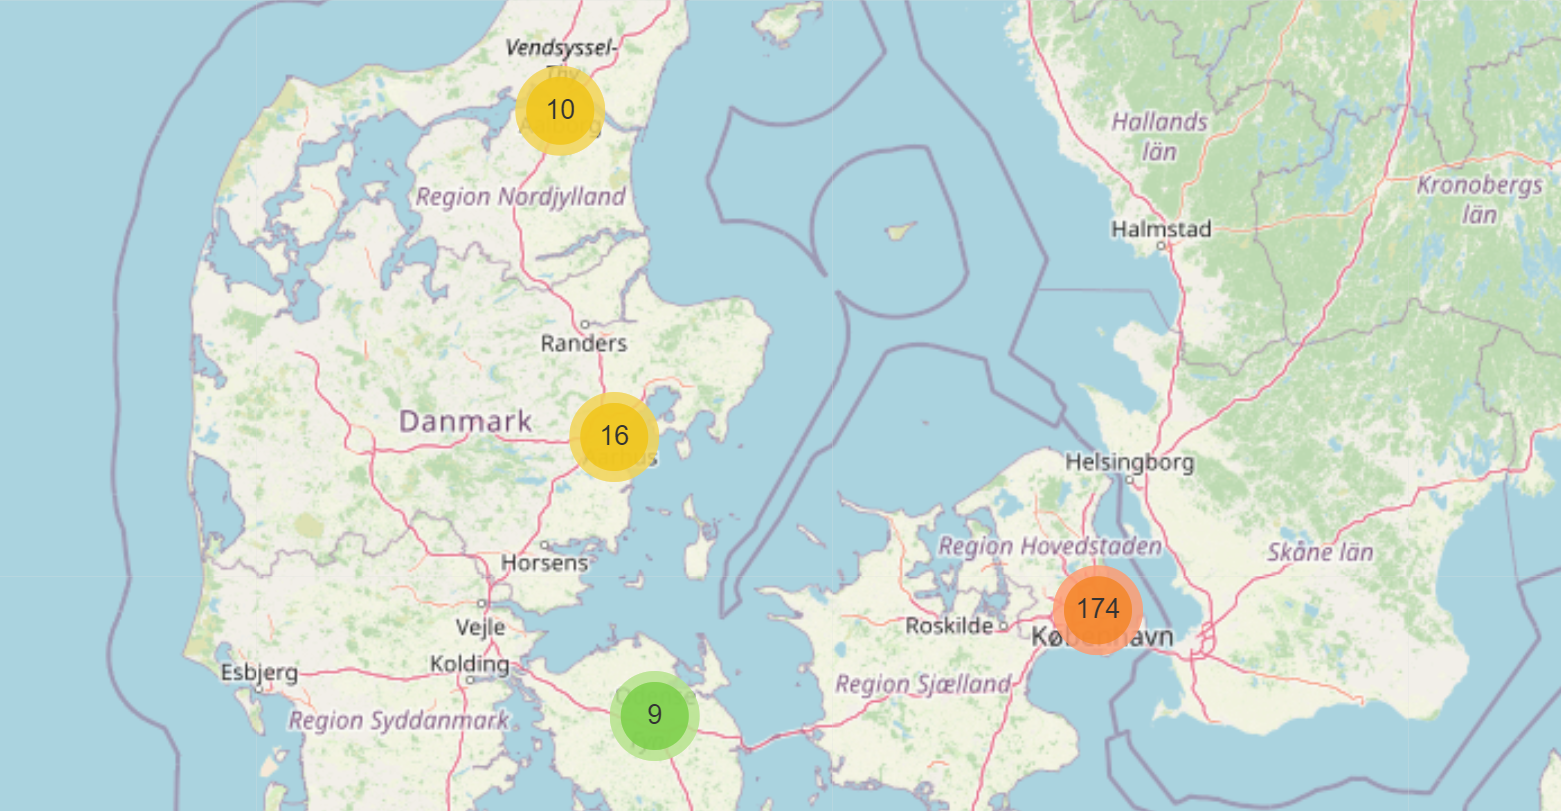 Vendsyssel-
10
Hallands
län
Kronobergs
län
Region Nordjylland
Halmstad
Randers
Danmark
16
Helsingborg
Region Hovedstaden
Skåne län
Horsens
174
Roskilde
Vejle
Kolding
Esbjerg
Region Sjælland
9
Region Syddanmark